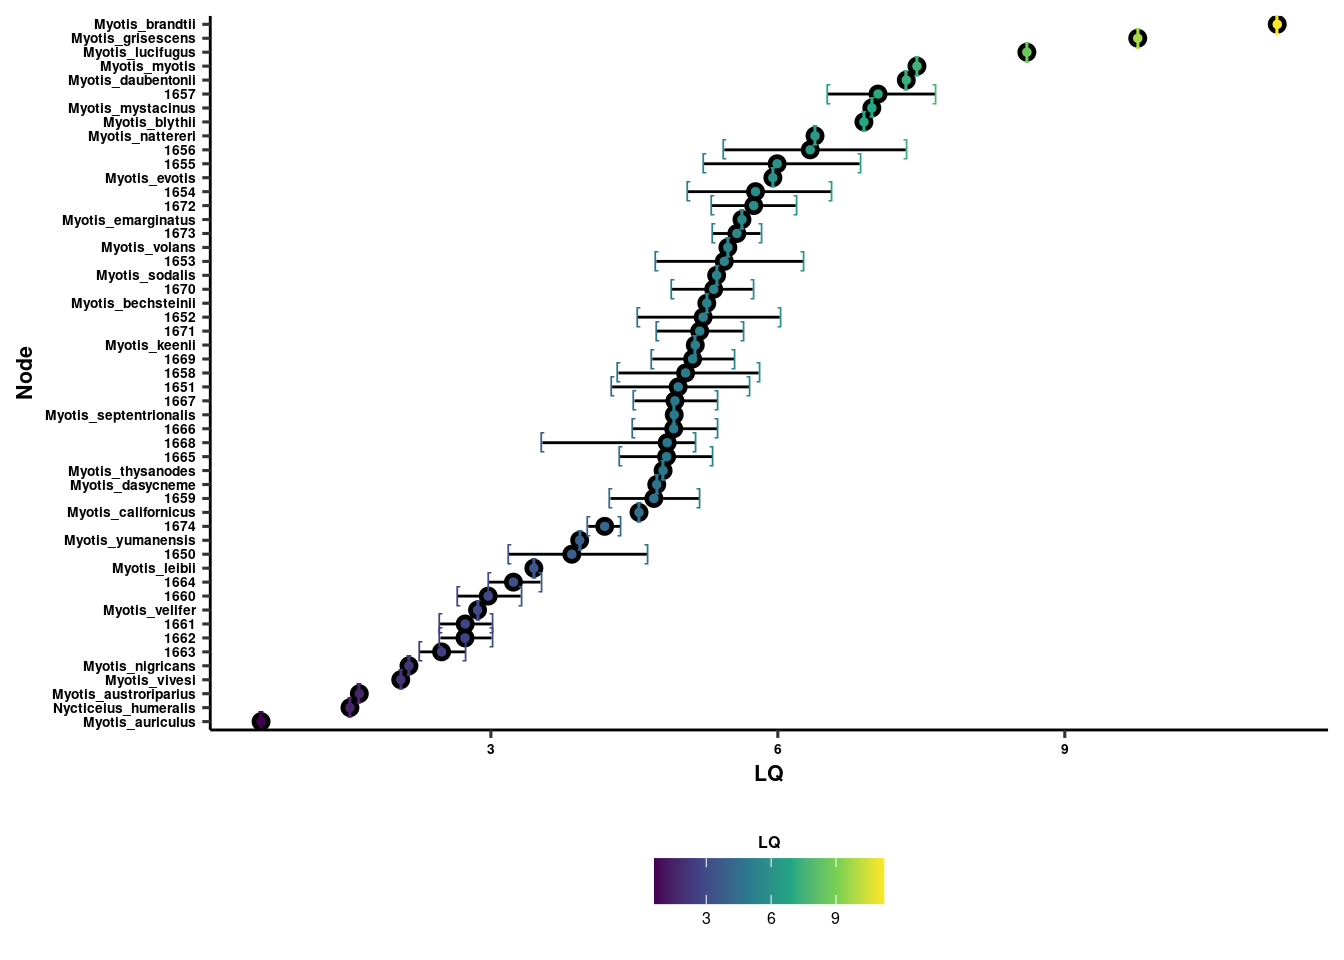 Myotis_brandtii
Myotis_grisescens
Myotis_lucifugus
Myotis_myotis
Myotis_daubentonii
1657
Myotis_mystacinus
Myotis_blythii
Myotis_nattereri
1656
1655
Myotis_evotis
1654
1672
Myotis_emarginatus
1673
Myotis_volans
1653
Myotis_sodalis
1670
Myotis_bechsteinii
1652
1671
Myotis_keenii
1669
1658
1651
1667
Myotis_septentrionalis
1666
1668
1665
Myotis_thysanodes
Myotis_dasycneme
1659
Myotis_californicus
1674
Myotis_yumanensis
1650
Myotis_leibii
1664
1660
Myotis_velifer
1661
1662
1663
Myotis_nigricans
Myotis_vivesi
Myotis_austroriparius
Nycticeius_humeralis
Myotis_auriculus
Node
3 6 9
LQ
LQ
3 6 9